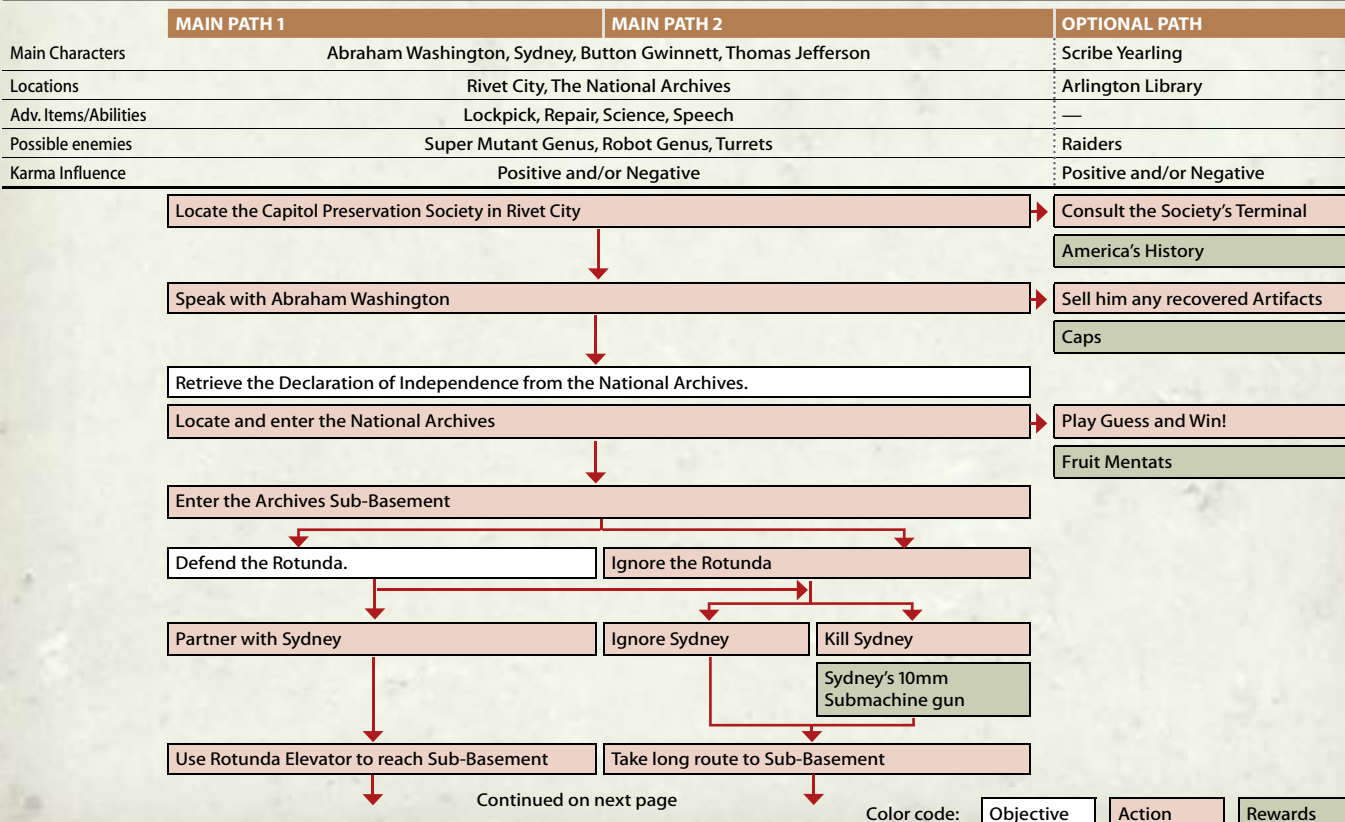 MAIN PATH 1 MAIN PATH 2 OPTIONAL PATH
Main Characters Abraham Washington, Sydney, Button Gwinnett, Thomas Jefferson Scribe Yearling
Locations Rivet City, The National Archives Arlington Library
Adv. Items/Abilities Lockpick, Repair, Science, Speech —
Possible enemies Super Mutant Genus, Robot Genus, Turrets Raiders
Karma Influence Positive and/or Negative Positive and/or Negative
Locate the Capitol Preservation Society in Rivet City Consult the Society's Terminal
America's History
Speak with Abraham Washington Sell him any recovered Artifacts
Caps
Retrieve the Declaration of Independence from the National Archives.
Locate and enter the National Archives Play Guess and Win!
Fruit Mentats
Enter the Archives Sub-Basement
Defend the Rotunda. Ignore the Rotunda
Partner with Sydney Ignore Sydney Kill Sydney
Sydney's 10mm
Submachine gun
Use Rotunda Elevator to reach Sub-Basement Take long route to Sub-Basement
Continued on next page
Color code: Objective Action Rewards